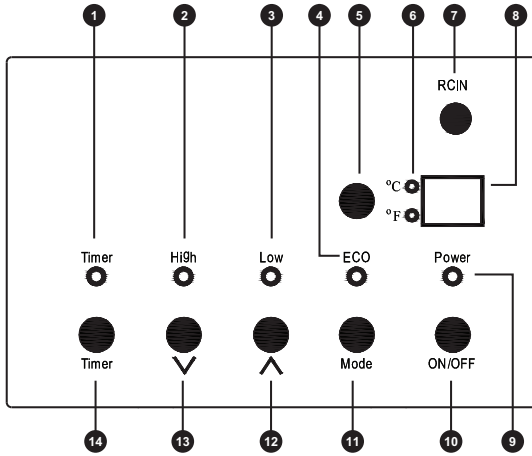 1 2 3 4 5 6 7 8
RCIN
°C
°F
Timer High Low ECO Power
Timer Mode ON/OFF
14 13 12 11 10 9